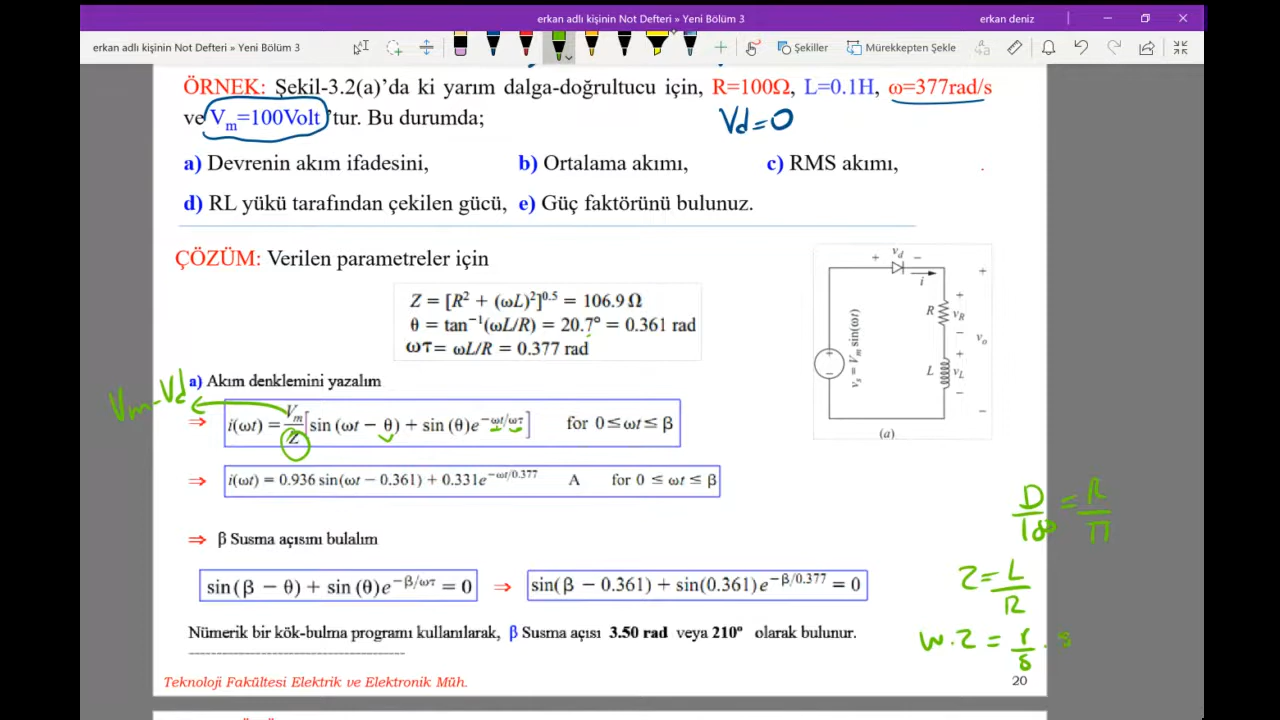 erkan adlı kişinin Not Defteri » Yeni Bölüm 3
erkan deniz
erkan adlı kişinin Not Defteri » Yeni Bölüm 3
Şekiller
Mürekkepten Şekle
ÖRNEK: Şekil-3.2(a)'da ki yarım dalga-doğrultucu için, R=100Ω, L=0.1H, ω=377rad/s
ve Vm=100Volt'tur. Bu durumda;
Vd=0
a) Devrenin akım ifadesini, b) Ortalama akımı, c) RMS akımı,
d) RL yükü tarafından çekilen gücü, e) Güç faktörünü bulunuz.
ÇÖZÜM: Verilen parametreler için
Z = [R² + (ωL)²]^0.5 = 106.9 Ω
θ = tan⁻¹(ωL/R) = 20.7° = 0.361 rad
ωτ = ωL/R = 0.377 rad
+ vd −
i
vs = Vm sin(ωt)
+
−
R
+
vR
−
L
+
vL
−
+
vo
−
(a)
a) Akım denklemini yazalım
Vm-Vd
⇒ i(ωt) = Vm/Z [sin (ωt − θ) + sin (θ)e^−ωt/ωτ] for 0≤ωt≤β
⇒ i(ωt) = 0.936 sin(ωt − 0.361) + 0.331e^−ωt/0.377 A for 0 ≤ ωt ≤ β
D/180 = R/π
⇒ β Susma açısını bulalım
sin(β − θ) + sin (θ)e^−β/ωτ = 0 ⇒ sin(β − 0.361) + sin(0.361)e^−β/0.377 = 0
τ = L/R
Nümerik bir kök-bulma programı kullanılarak, β Susma açısı 3.50 rad veya 210° olarak bulunur.
w.τ = r/s .
Teknoloji Fakültesi Elektrik ve Elektronik Müh.
20